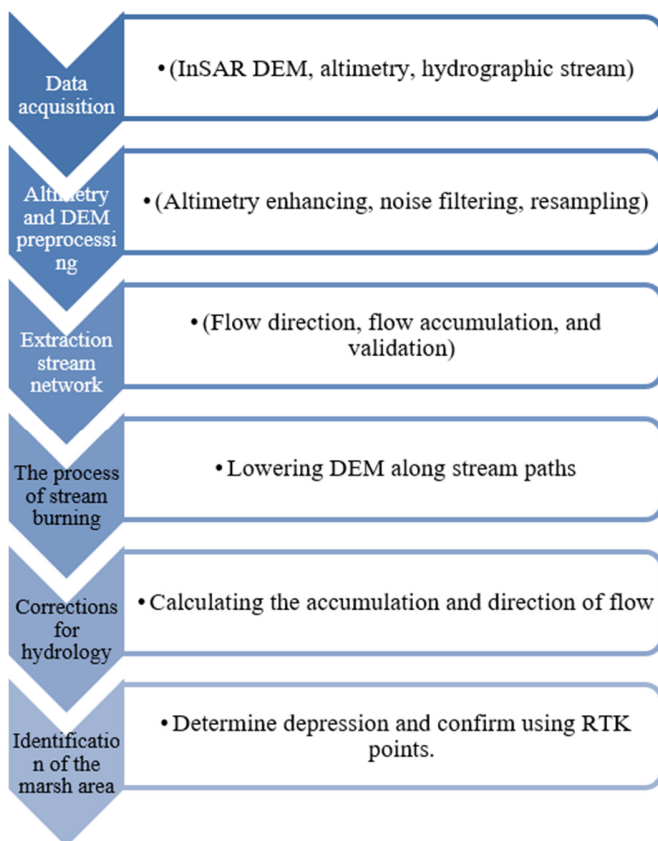 Data
acquisition
• (InSAR DEM, altimetry, hydrographic stream)
Altimetry
and DEM
preprocessi
ng
• (Altimetry enhancing, noise filtering, resampling)
Extraction
stream
network
• (Flow direction, flow accumulation, and
validation)
The process
of stream
burning
• Lowering DEM along stream paths
Corrections
for
hydrology
• Calculating the accumulation and direction of flow
Identificatio
n of the
marsh area
• Determine depression and confirm using RTK
points.